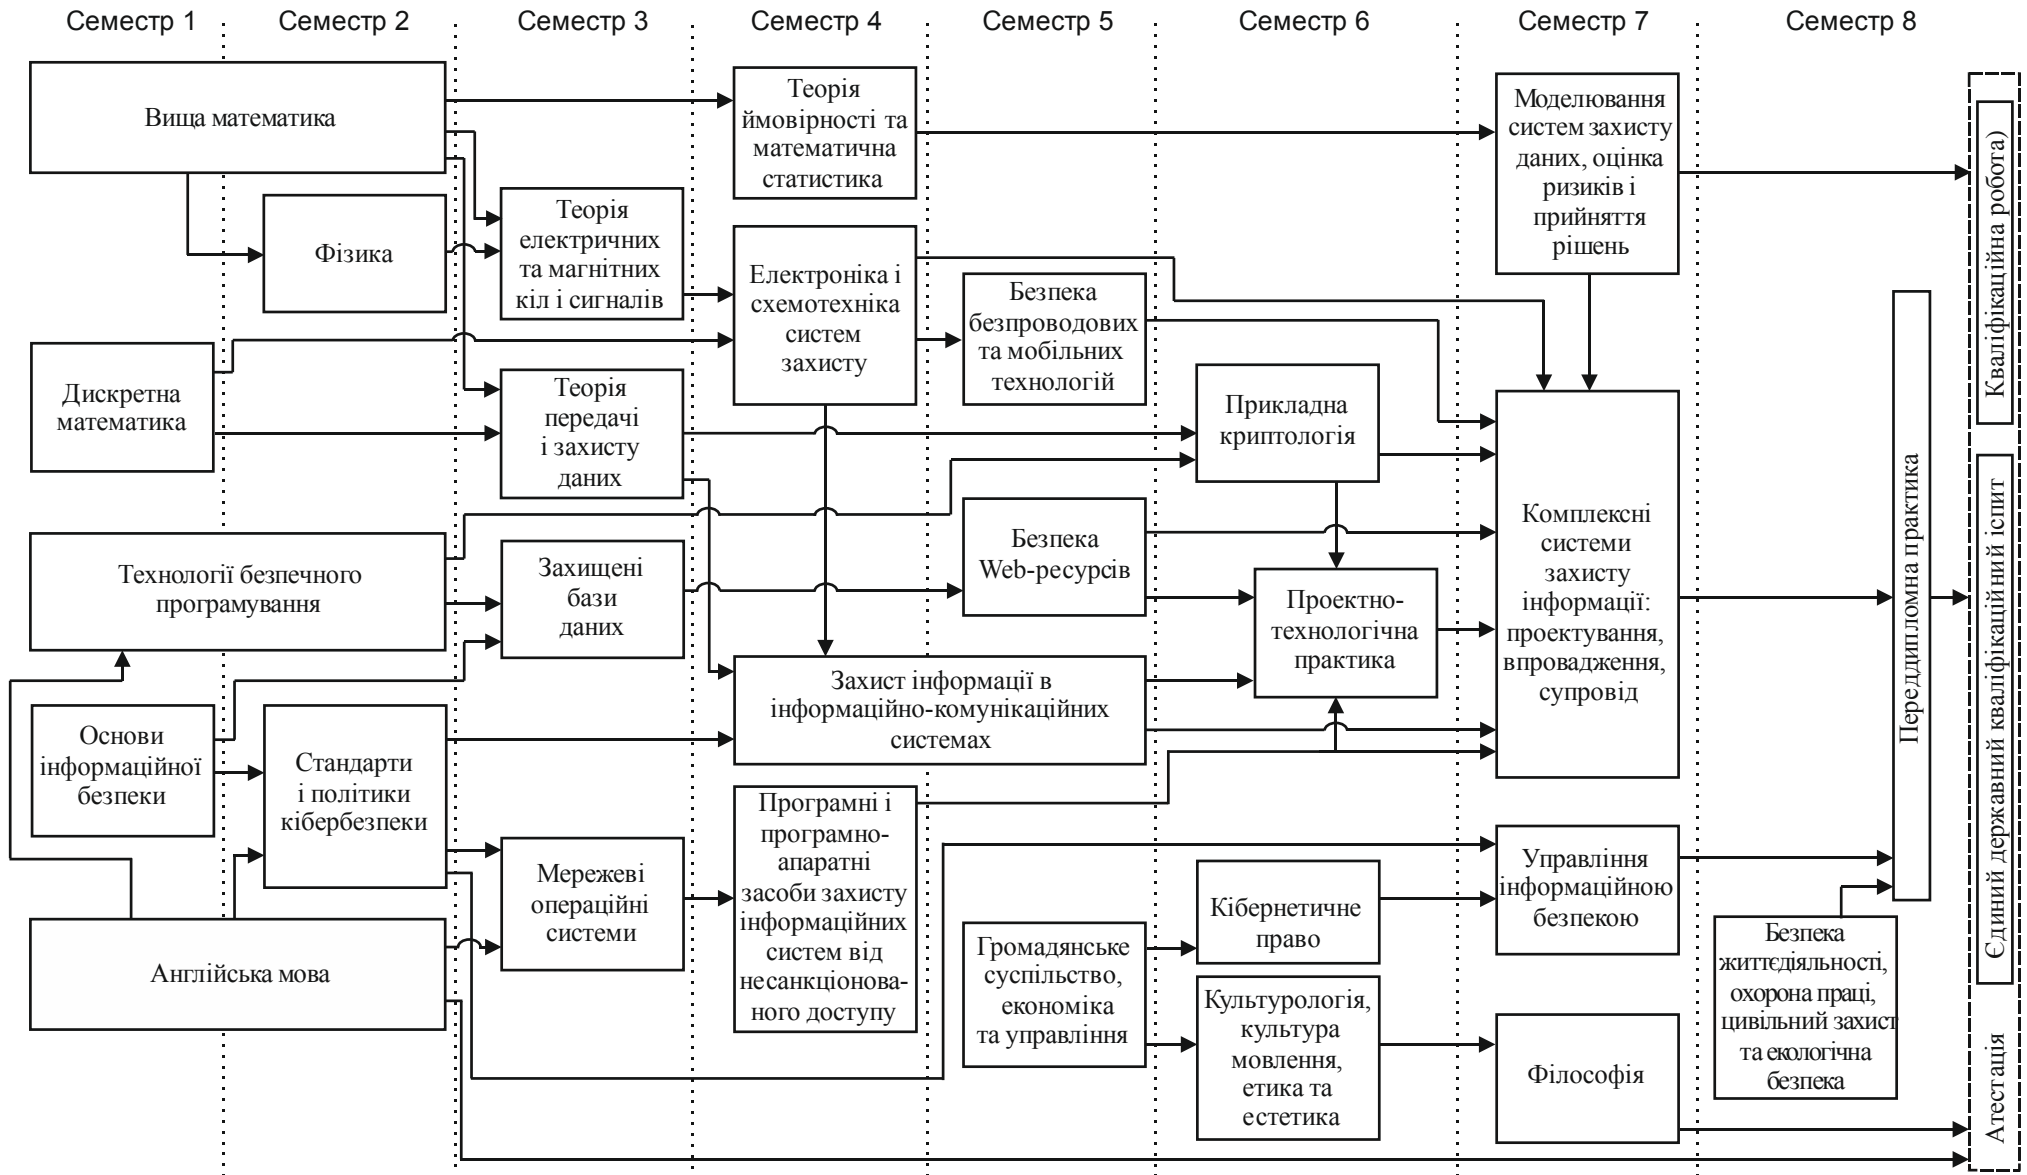 Семестр 1
Семестр 2
Семестр 3
Семестр 4
Семестр 5
Семестр 6
Семестр 7
Семестр 8
Вища математика
Фізика
Дискретна
математика
Технології безпечного
програмування
Основи
інформаційної
безпеки
Стандарти
і політики
кібербезпеки
Англійська мова
Теорія
електричних
та магнітних
кіл і сигналів
Теорія
передачі
і захисту
даних
Захищені
бази
даних
Мережеві
операційні
системи
Теорія
ймовірності та
математична
статистика
Електроніка і
схемотехніка
систем
захисту
Захист інформації в
інформаційно-комунікаційних
системах
Програмні і
програмно-
апаратні
засоби захисту
інформаційних
систем від
несанкціонова-
ного доступу
Безпека
безпроводових
та мобільних
технологій
Безпека
Web-ресурсів
Громадянське
суспільство,
економіка
та управління
Прикладна
криптологія
Проектно-
технологічна
практика
Кібернетичне
право
Культурологія,
культура
мовлення,
етика та
естетика
Моделювання
систем захисту
даних, оцінка
ризиків і
прийняття
рішень
Комплексні
системи
захисту
інформації:
проектування,
впровадження,
супровід
Управління
інформаційною
безпекою
Філософія
Передипломна практика
Безпека
життєдіяльності,
охорона праці,
цивільний захист
та екологічна
безпека
Кваліфікаційна робота)
Єдиний державний кваліфікаційний іспит
Атестація